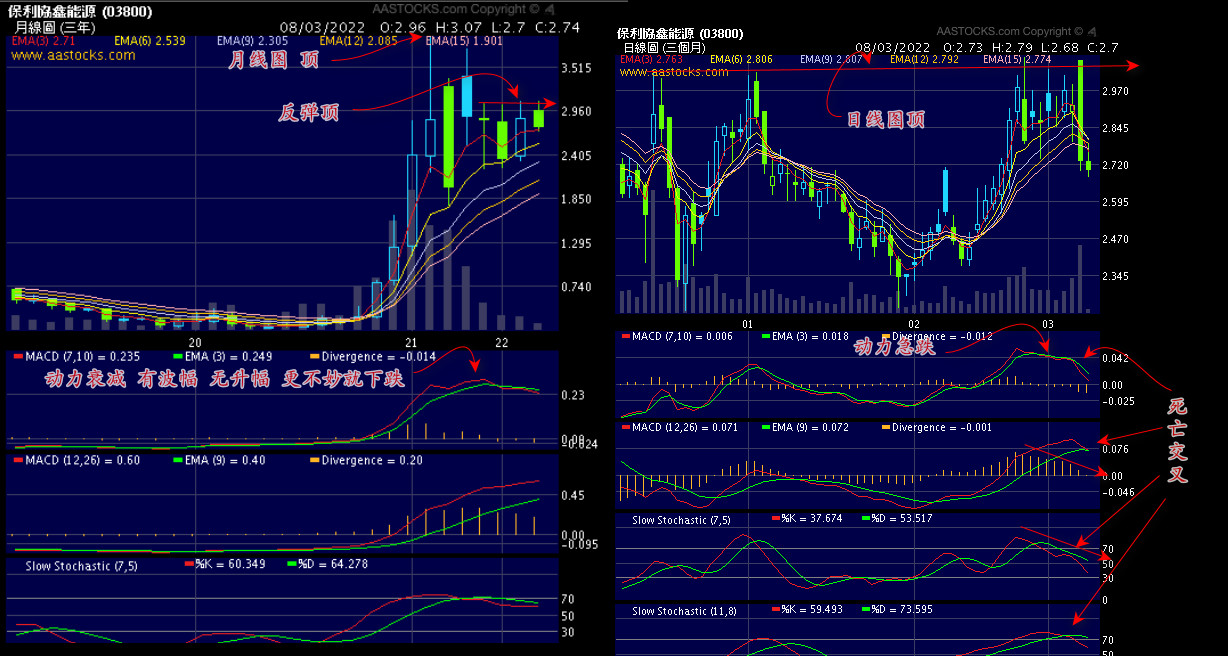 保利協鑫能源 (03800)
AASTOCKS.com Copyright ©
月線圖 (三年)
08/03/2022 O:2.96 H:3.07 L:2.7 C:2.74
EMA(3) 2.71 EMA(6) 2.539 EMA(9) 2.305 EMA(12) 2.085 EMA(15) 1.901
www.aastocks.com
月线图 顶
反弹顶
3.515
2.960
2.405
1.850
1.295
0.740
20 21 22
MACD (7,10) = 0.235 EMA (3) = 0.249 Divergence = -0.014
动力衰减 有波幅 无升幅 更不妙就下跌
0.23
0.00
-0.024
MACD (12,26) = 0.60 EMA (9) = 0.40 Divergence = 0.20
0.45
0.00
-0.095
Slow Stochastic (7,5) %K = 60.349 %D = 64.278
70
50
30
保利協鑫能源 (03800)
AASTOCKS.com Copyright ©
日線圖 (三個月)
08/03/2022 O:2.73 H:2.79 L:2.68 C:2.7
EMA(3) 2.763 EMA(6) 2.806 EMA(9) 2.807 EMA(12) 2.792 EMA(15) 2.774
www.aastocks.com
日线图顶
2.970
2.845
2.720
2.595
2.470
2.345
01 02 03
MACD (7,10) = 0.006 EMA (3) = 0.018 Divergence = -0.012
动力急跌
0.042
0.00
-0.025
死亡交叉
MACD (12,26) = 0.071 EMA (9) = 0.072 Divergence = -0.001
0.076
0.00
-0.046
Slow Stochastic (7,5) %K = 37.674 %D = 53.517
70
50
30
0
Slow Stochastic (11,8) %K = 59.493 %D = 73.595
70
50